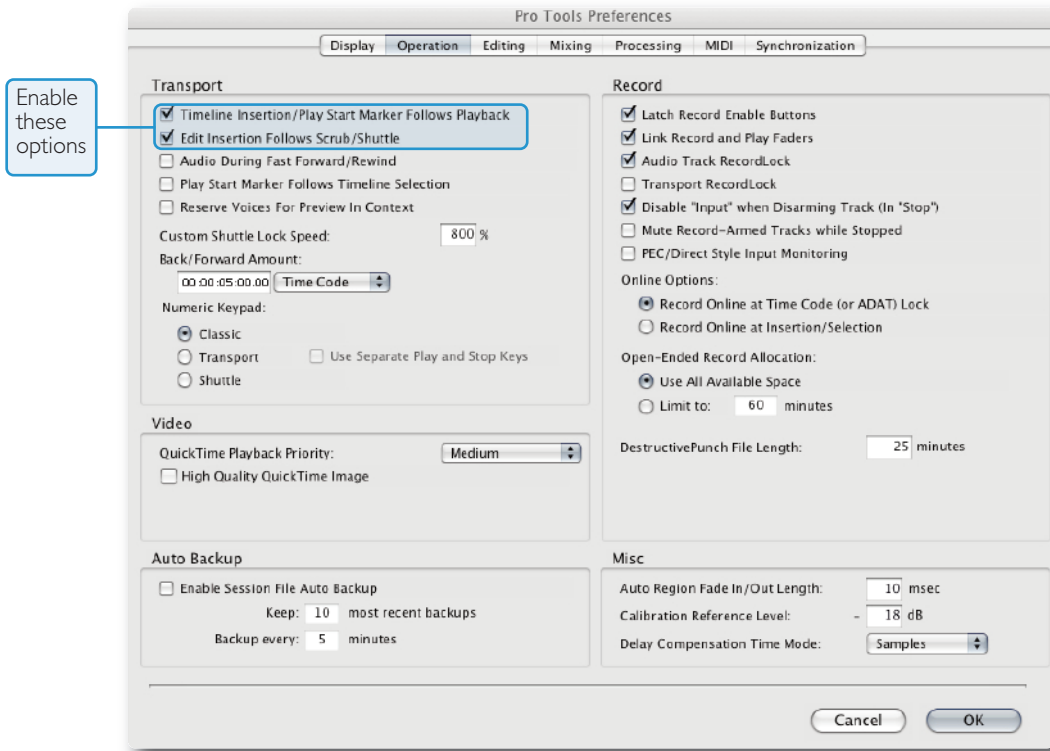 Pro Tools Preferences
Display Operation Editing Mixing Processing MIDI Synchronization
Enable
these
options
Transport
Timeline Insertion/Play Start Marker Follows Playback
Edit Insertion Follows Scrub/Shuttle
Audio During Fast Forward/Rewind
Play Start Marker Follows Timeline Selection
Reserve Voices For Preview In Context
Custom Shuttle Lock Speed: 800 %
Back/Forward Amount:
00:00:05:00.00 Time Code
Numeric Keypad:
Classic
Transport Use Separate Play and Stop Keys
Shuttle
Video
QuickTime Playback Priority: Medium
High Quality QuickTime Image
Auto Backup
Enable Session File Auto Backup
Keep: 10 most recent backups
Backup every: 5 minutes
Record
Latch Record Enable Buttons
Link Record and Play Faders
Audio Track RecordLock
Transport RecordLock
Disable "Input" when Disarming Track (In "Stop")
Mute Record-Armed Tracks while Stopped
PEC/Direct Style Input Monitoring
Online Options:
Record Online at Time Code (or ADAT) Lock
Record Online at Insertion/Selection
Open-Ended Record Allocation:
Use All Available Space
Limit to: 60 minutes
DestructivePunch File Length: 25 minutes
Misc
Auto Region Fade In/Out Length: 10 msec
Calibration Reference Level: - 18 dB
Delay Compensation Time Mode: Samples
Cancel OK